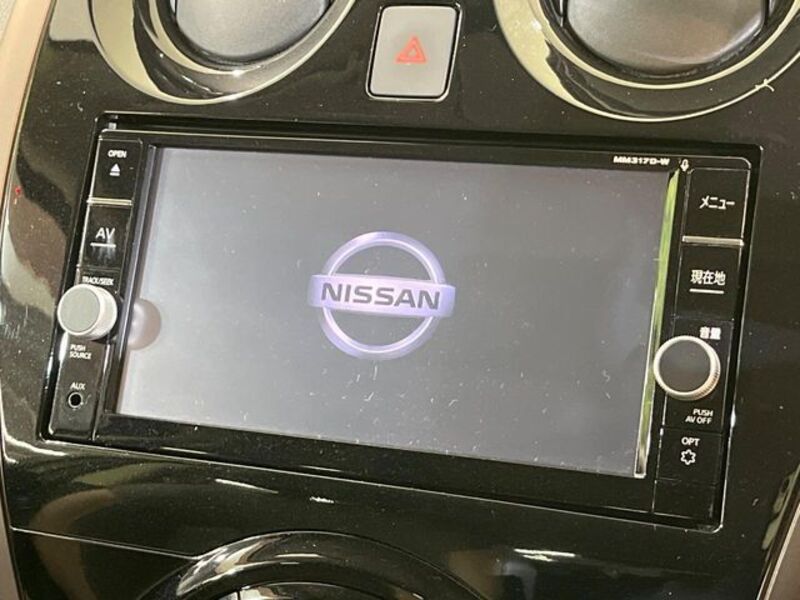 OPEN
MM317D-W
メニュー
AV
現在地
TRACK/SEEK
NISSAN
音量
PUSH
SOURCE
AUX
PUSH
AV OFF
OPT